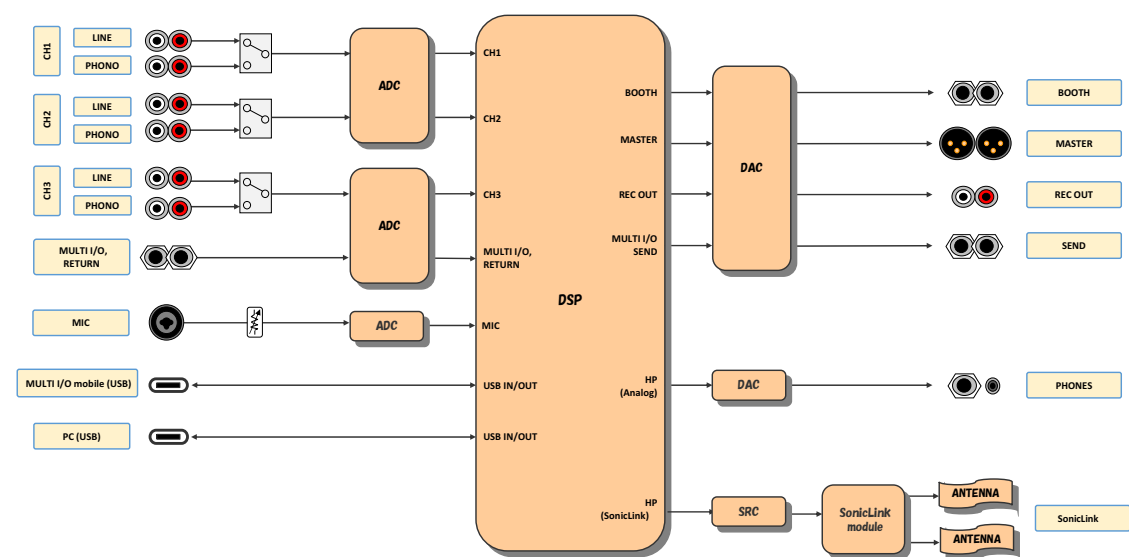 CH1
LINE
PHONO
CH2
LINE
PHONO
CH3
LINE
PHONO
MULTI I/O,
RETURN
MIC
MULTI I/O mobile (USB)
PC (USB)
ADC
ADC
ADC
CH1
CH2
CH3
MULTI I/O,
RETURN
MIC
USB IN/OUT
USB IN/OUT
DSP
BOOTH
MASTER
REC OUT
MULTI I/O
SEND
HP
(Analog)
HP
(SonicLink)
DAC
DAC
SRC
SonicLink
module
ANTENNA
ANTENNA
BOOTH
MASTER
REC OUT
SEND
PHONES
SonicLink